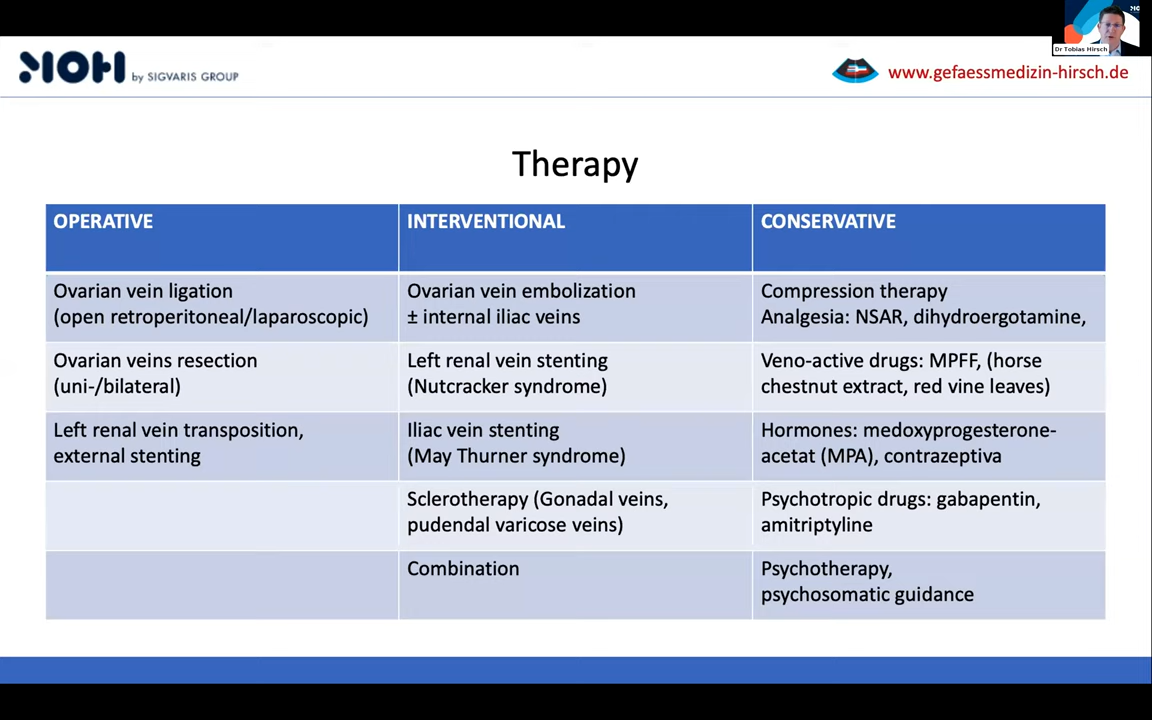 MOH by SIGVARIS GROUP
www.gefaessmedizin-hirsch.de
Dr Tobias Hirsch
Therapy
OPERATIVE
INTERVENTIONAL
CONSERVATIVE
Ovarian vein ligation
(open retroperitoneal/laparoscopic)
Ovarian vein embolization
± internal iliac veins
Compression therapy
Analgesia: NSAR, dihydroergotamine,
Ovarian veins resection
(uni-/bilateral)
Left renal vein stenting
(Nutcracker syndrome)
Veno-active drugs: MPFF, (horse
chestnut extract, red vine leaves)
Left renal vein transposition,
external stenting
Iliac vein stenting
(May Thurner syndrome)
Hormones: medoxyprogesterone-
acetat (MPA), contrazeptiva
Sclerotherapy (Gonadal veins,
pudendal varicose veins)
Psychotropic drugs: gabapentin,
amitriptyline
Combination
Psychotherapy,
psychosomatic guidance